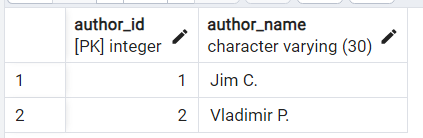 author_id author_name
[PK] integer character varying (30)
1 1 Jim C.
2 2 Vladimir P.